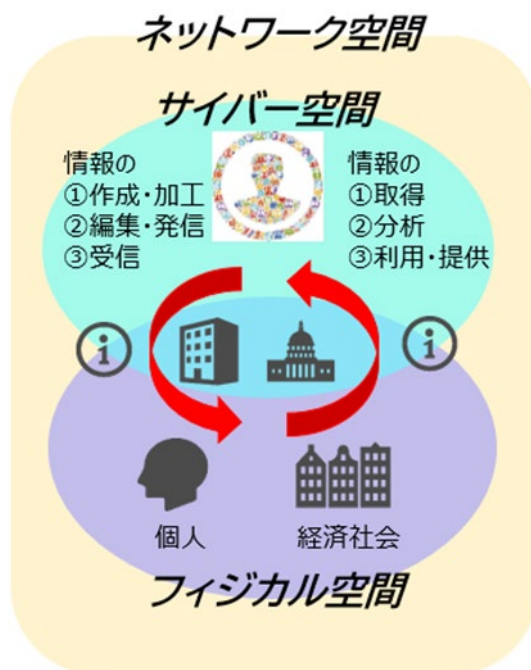 ネットワーク空間
サイバー空間
情報の
①作成・加工
②編集・発信
③受信
情報の
①取得
②分析
③利用・提供
i
i
個人
経済社会
フィジカル空間